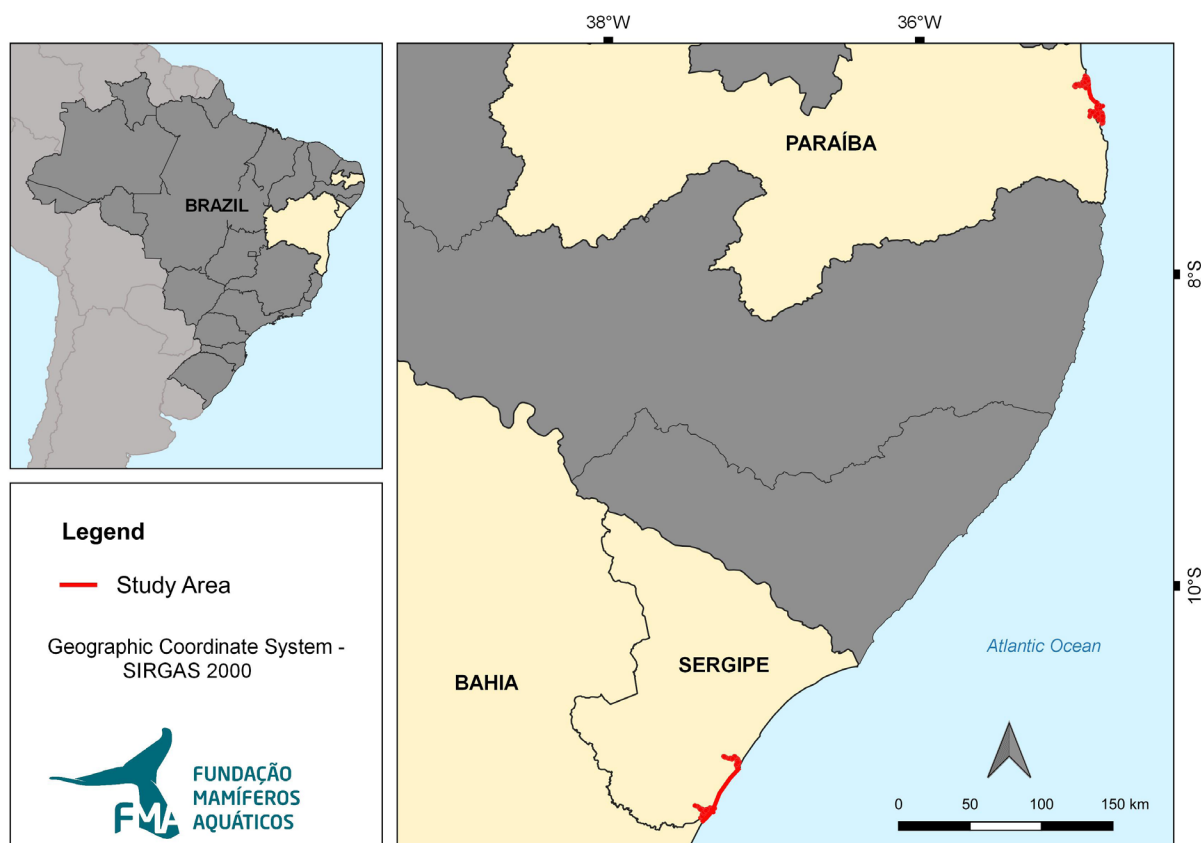 38°W
36°W
BRAZIL
PARAÍBA
8°S
Legend
Study Area
Geographic Coordinate System -
SIRGAS 2000
FMA
FUNDAÇÃO
MAMÍFEROS
AQUÁTICOS
10°S
BAHIA
SERGIPE
Atlantic Ocean
0 50 100 150 km